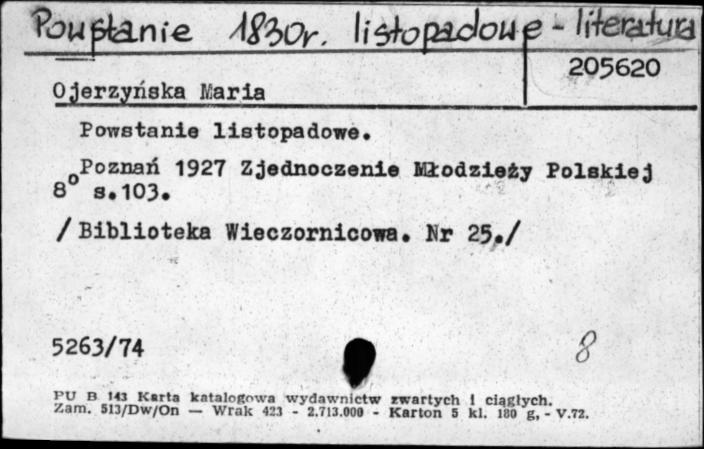 Powstanie 1830r. listopadowe - literatura
205620
Ojerzyńska Maria
Powstanie listopadowe.
Poznań 1927 Zjednoczenie Młodzieży Polskiej
8° s.103.
/Biblioteka Wieczornicowa. Nr 25./
5263/74
8
PU B 143 Karta katalogowa wydawnictw zwartych i ciągłych.
Zam. 513/Dw/On — Wrak 423 - 2.713.000 - Karton 5 kl. 180 g, - V.72.